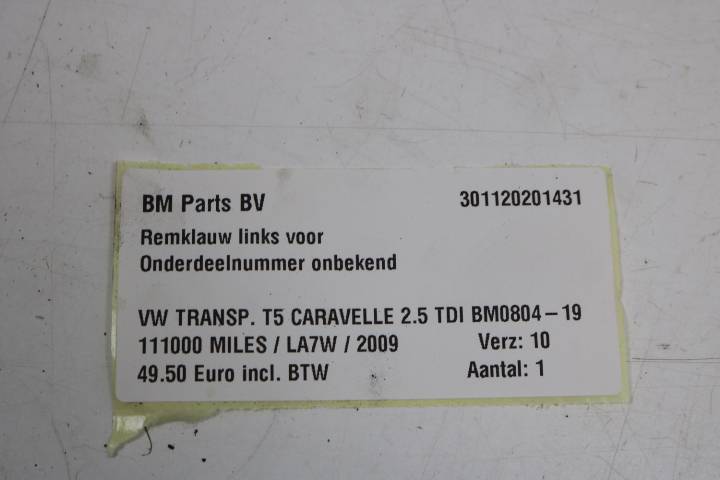 BM Parts BV 301120201431
Remklauw links voor
Onderdeelnummer onbekend
VW TRANSP. T5 CARAVELLE 2.5 TDI BM0804-19
111000 MILES / LA7W / 2009 Verz: 10
49.50 Euro incl. BTW Aantal: 1